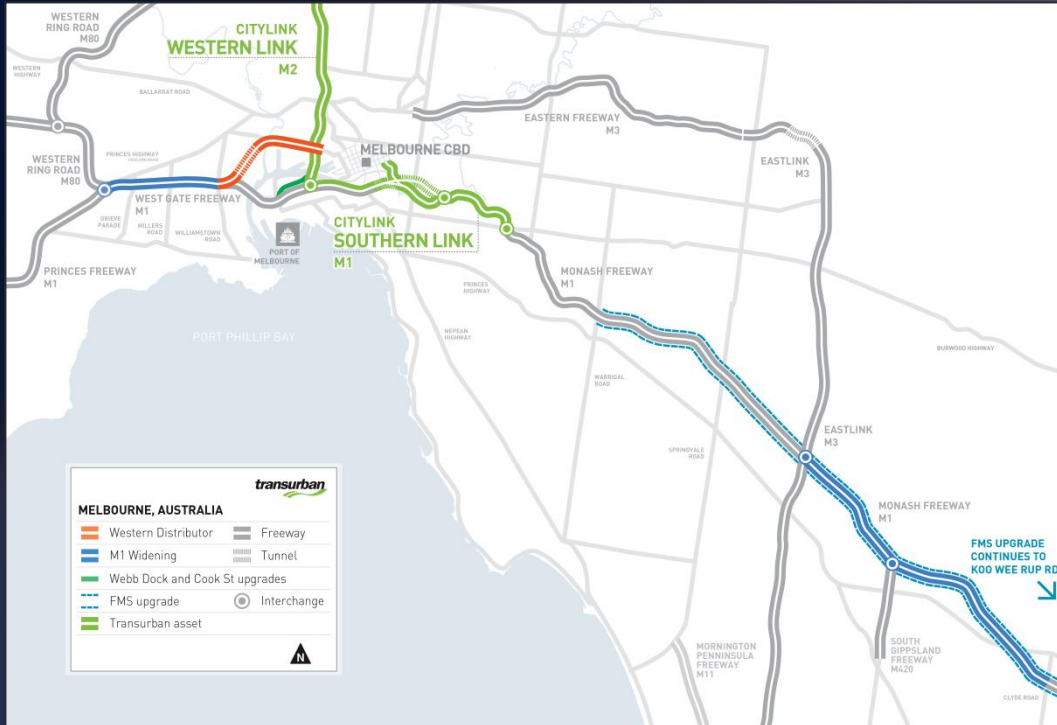 WESTERN
RING ROAD
M80
CITYLINK
WESTERN LINK
M2
WESTERN
HIGHWAY
BALLARAT ROAD
EASTERN FREEWAY
M3
PRINCES HIGHWAY
MELBOURNE CBD
EASTLINK
M3
WESTERN
RING ROAD
M80
WEST GATE FREEWAY
M1
GRIEVE
PARADE
MILLERS
ROAD
WILLIAMSTOWN
ROAD
CITYLINK
SOUTHERN LINK
M1
PORT OF
MELBOURNE
PRINCES FREEWAY
M1
MONASH FREEWAY
M1
PRINCES
HIGHWAY
PORT PHILLIP BAY
NEPEAN
HIGHWAY
BURWOOD HIGHWAY
WARRIGAL
ROAD
EASTLINK
M3
SPRINGVALE
ROAD
transurban
MELBOURNE, AUSTRALIA
Western Distributor
Freeway
M1 Widening
Tunnel
Webb Dock and Cook St upgrades
FMS upgrade
Interchange
Transurban asset
N
MONASH FREEWAY
M1
FMS UPGRADE
CONTINUES TO
KOO WEE RUP RD
MORNINGTON
PENNINSULA
FREEWAY
M11
SOUTH
GIPPSLAND
FREEWAY
M420
CLYDE ROAD